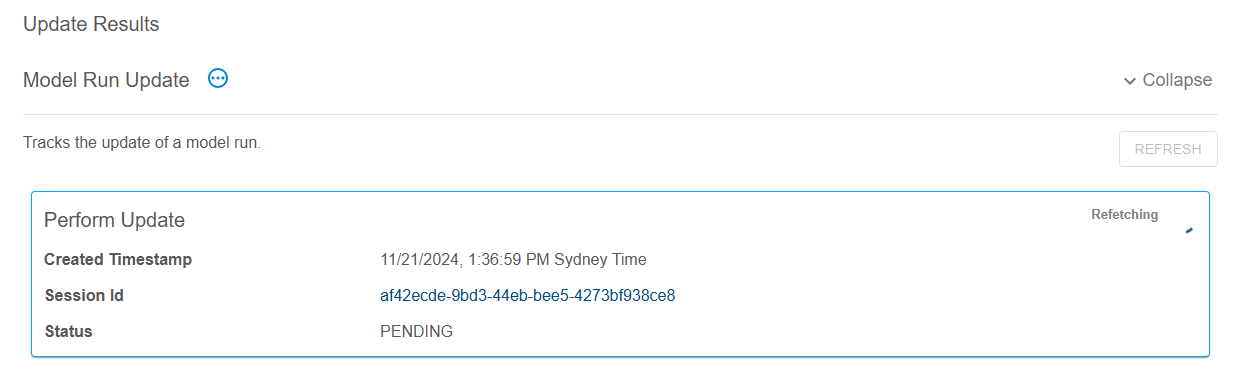 Update Results
Model Run Update
Collapse
Tracks the update of a model run.
REFRESH
Perform Update
Refetching
Created Timestamp 11/21/2024, 1:36:59 PM Sydney Time
Session Id af42ecde-9bd3-44eb-bee5-4273bf938ce8
Status PENDING